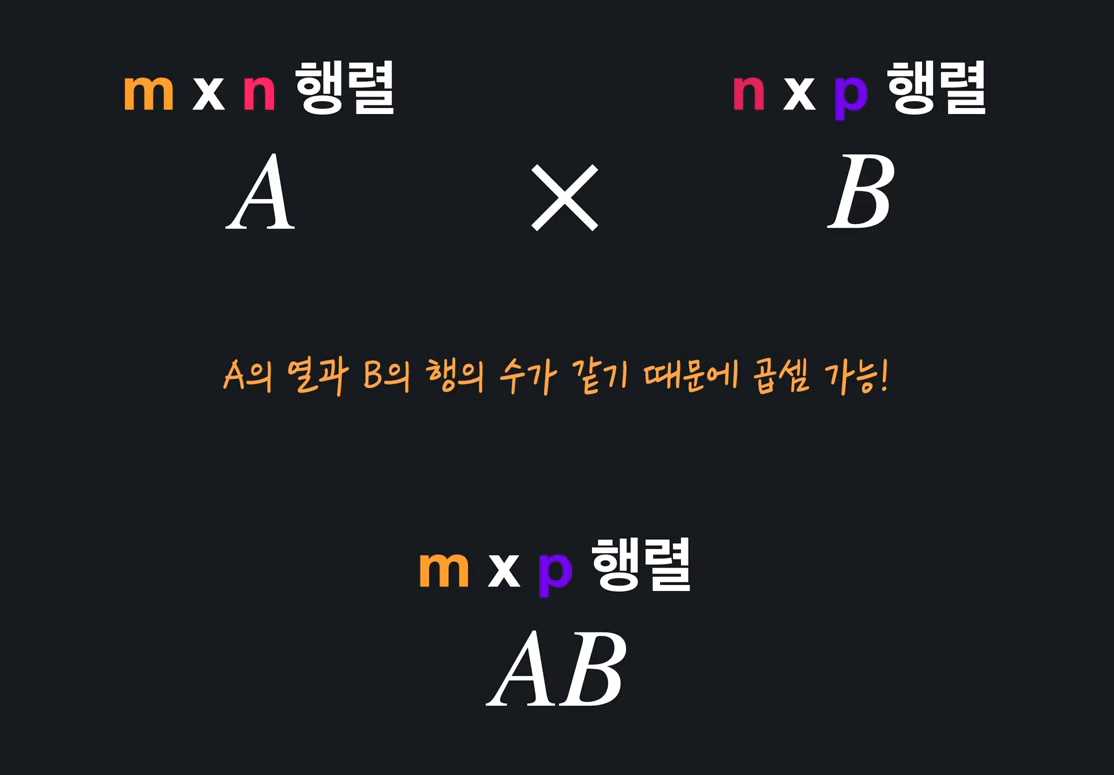 m x n 행렬 n x p 행렬
A × B
A의 열과 B의 행의 수가 같기 때문에 곱셈 가능!
m x p 행렬
AB